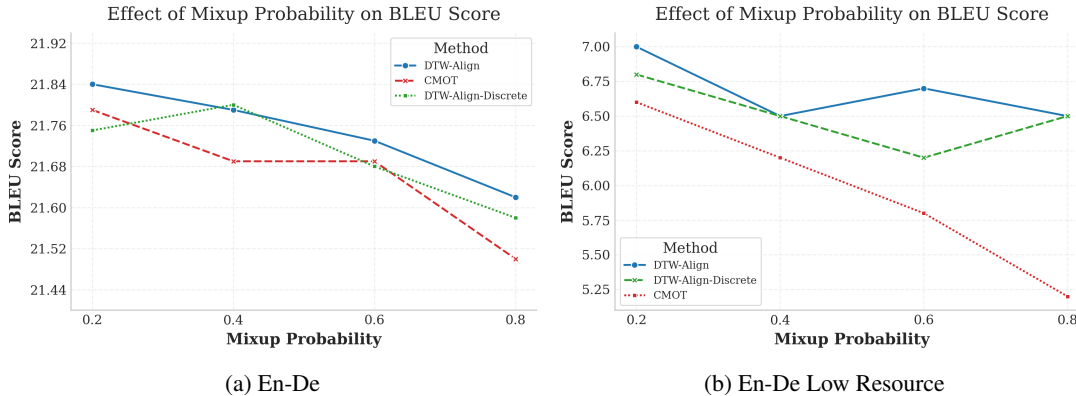 Effect of Mixup Probability on BLEU Score
BLEU Score
21.92
21.84
21.76
21.68
21.60
21.52
21.44
Method
DTW-Align
CMOT
DTW-Align-Discrete
0.2 0.4 0.6 0.8
Mixup Probability
(a) En-De
Effect of Mixup Probability on BLEU Score
BLEU Score
7.00
6.75
6.50
6.25
6.00
5.75
5.50
5.25
Method
DTW-Align
DTW-Align-Discrete
CMOT
0.2 0.4 0.6 0.8
Mixup Probability
(b) En-De Low Resource